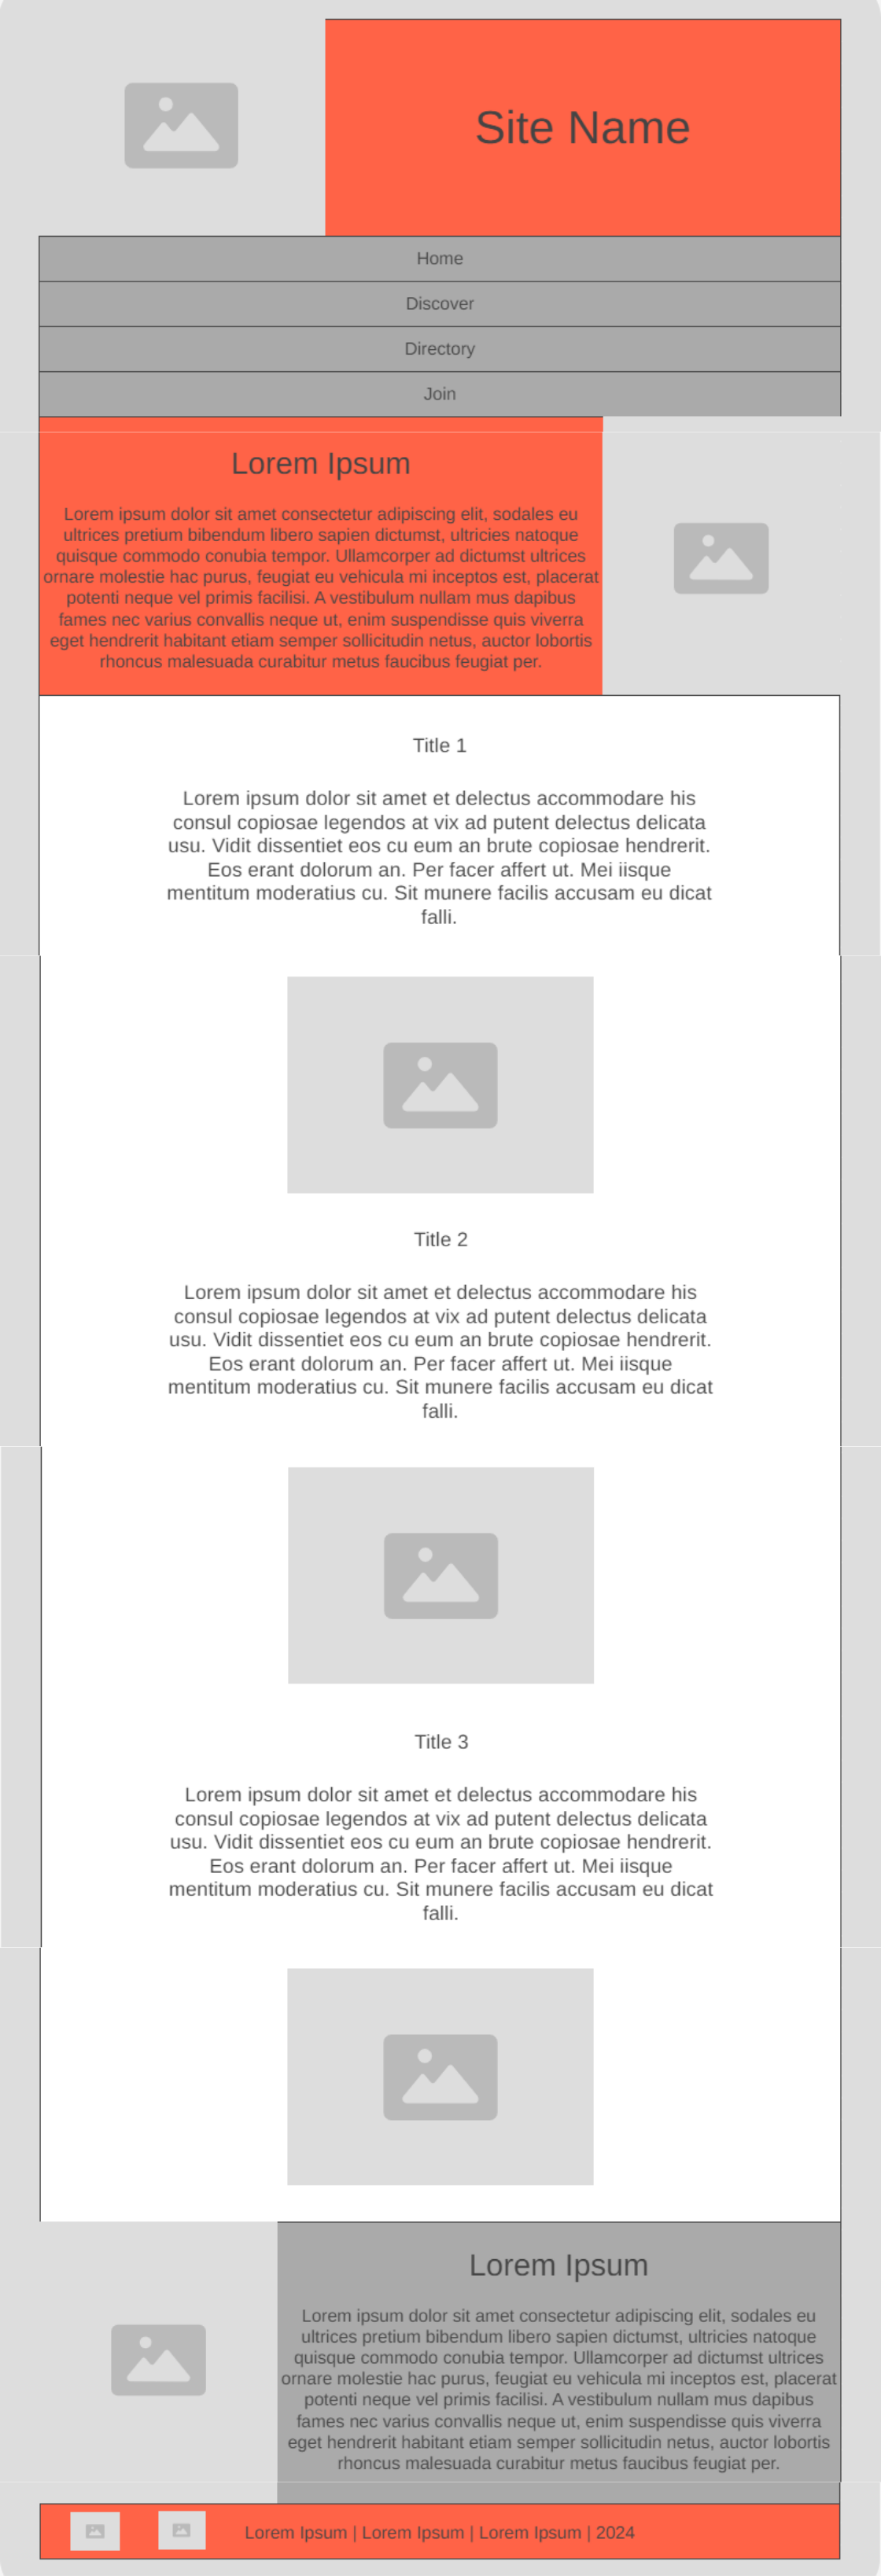 Site Name
Home
Discover
Directory
Join
Lorem Ipsum
Lorem ipsum dolor sit amet consectetur adipiscing elit, sodales eu
ultrices pretium bibendum libero sapien dictumst, ultricies natoque
quisque commodo conubia tempor. Ullamcorper ad dictumst ultrices
ornare molestie hac purus, feugiat eu vehicula mi inceptos est, placerat
potenti neque vel primis facilisi. A vestibulum nullam mus dapibus
fames nec varius convallis neque ut, enim suspendisse quis viverra
eget hendrerit habitant etiam semper sollicitudin netus, auctor lobortis
rhoncus malesuada curabitur metus faucibus feugiat per.
Title 1
Lorem ipsum dolor sit amet et delectus accommodare his
consul copiosae legendos at vix ad putent delectus delicata
usu. Vidit dissentiet eos cu eum an brute copiosae hendrerit.
Eos erant dolorum an. Per facer affert ut. Mei iisque
mentitum moderatius cu. Sit munere facilis accusam eu dicat
falli.
Title 2
Lorem ipsum dolor sit amet et delectus accommodare his
consul copiosae legendos at vix ad putent delectus delicata
usu. Vidit dissentiet eos cu eum an brute copiosae hendrerit.
Eos erant dolorum an. Per facer affert ut. Mei iisque
mentitum moderatius cu. Sit munere facilis accusam eu dicat
falli.
Title 3
Lorem ipsum dolor sit amet et delectus accommodare his
consul copiosae legendos at vix ad putent delectus delicata
usu. Vidit dissentiet eos cu eum an brute copiosae hendrerit.
Eos erant dolorum an. Per facer affert ut. Mei iisque
mentitum moderatius cu. Sit munere facilis accusam eu dicat
falli.
Lorem Ipsum
Lorem ipsum dolor sit amet consectetur adipiscing elit, sodales eu
ultrices pretium bibendum libero sapien dictumst, ultricies natoque
quisque commodo conubia tempor. Ullamcorper ad dictumst ultrices
ornare molestie hac purus, feugiat eu vehicula mi inceptos est, placerat
potenti neque vel primis facilisi. A vestibulum nullam mus dapibus
fames nec varius convallis neque ut, enim suspendisse quis viverra
eget hendrerit habitant etiam semper sollicitudin netus, auctor lobortis
rhoncus malesuada curabitur metus faucibus feugiat per.
Lorem Ipsum | Lorem Ipsum | Lorem Ipsum | 2024